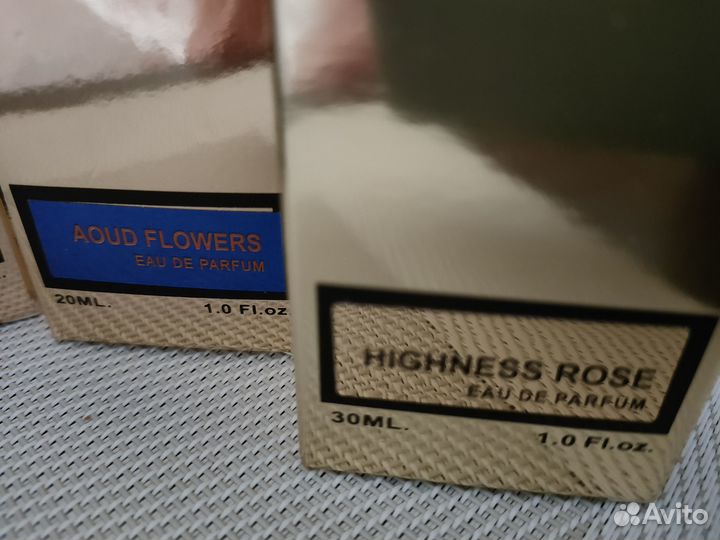 AOUD FLOWERS
EAU DE PARFUM
20ML. 1.0 Fl.oz.
HIGHNESS ROSE
EAU DE PARFUM
30ML. 1.0 Fl.oz.
Avito